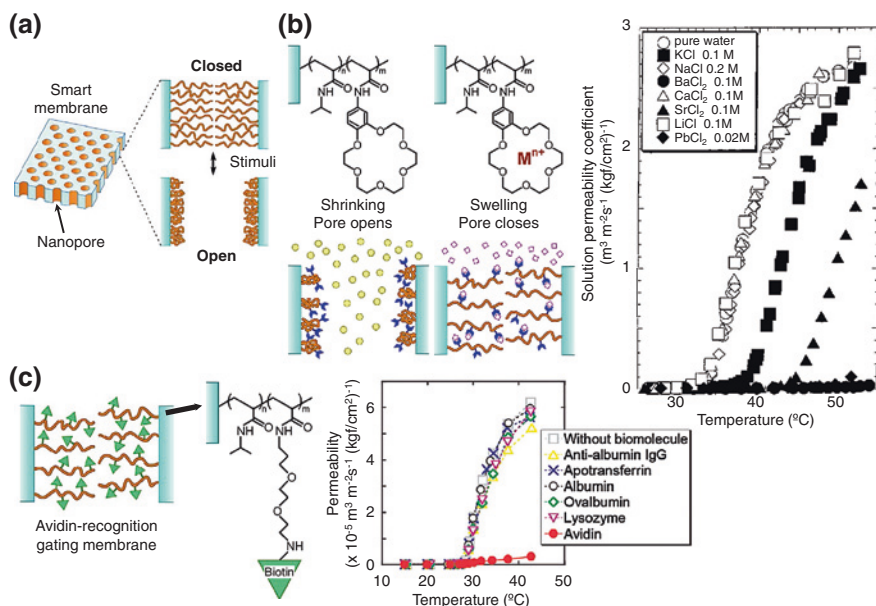 (a)
Smart
membrane
Nanopore
Closed
Stimuli
Open
(b)
n
m
NH
O
NH
O
O
O
O
O
O
O
Shrinking
Pore opens
n
m
NH
O
NH
O
O
O
O
O
O
O
Mn+
Swelling
Pore closes
Solution permeability coefficient
(m³ m⁻²s⁻¹ (kgf/cm²)⁻¹)
3
2
1
0
pure water
KCl 0.1 M
NaCl 0.2 M
BaCl₂ 0.1M
CaCl₂ 0.1M
SrCl₂ 0.1M
LiCl 0.1M
PbCl₂ 0.02M
30 40 50
Temperature (ºC)
(c)
Avidin-recognition
gating membrane
n
m
NH
O
NH
O
O
O
NH
Biotin
Permeability
(x 10⁻⁵ m³ m⁻²s⁻¹ (kgf/cm²)⁻¹)
6
4
2
0
10 20 30 40 50
Temperature (ºC)
Without biomolecule
Anti-albumin IgG
Apotransferrin
Albumin
Ovalbumin
Lysozyme
Avidin